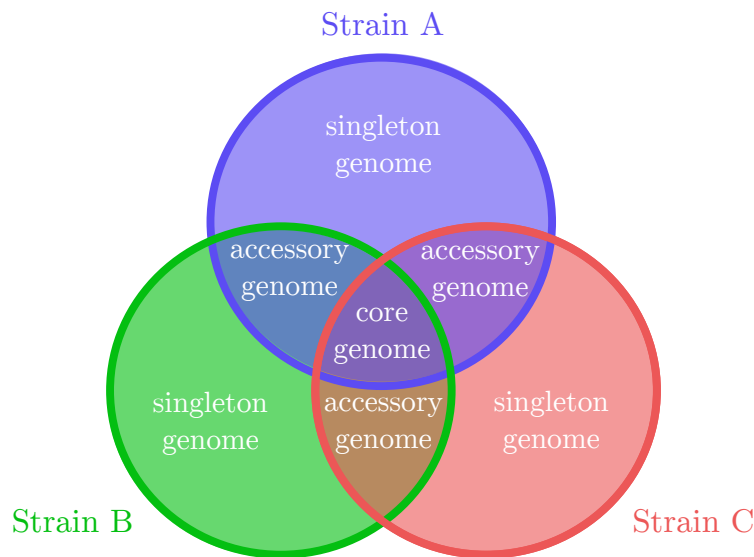 Strain A
singleton
genome
accessory
genome
accessory
genome
core
genome
singleton
genome
accessory
genome
singleton
genome
Strain B
Strain C